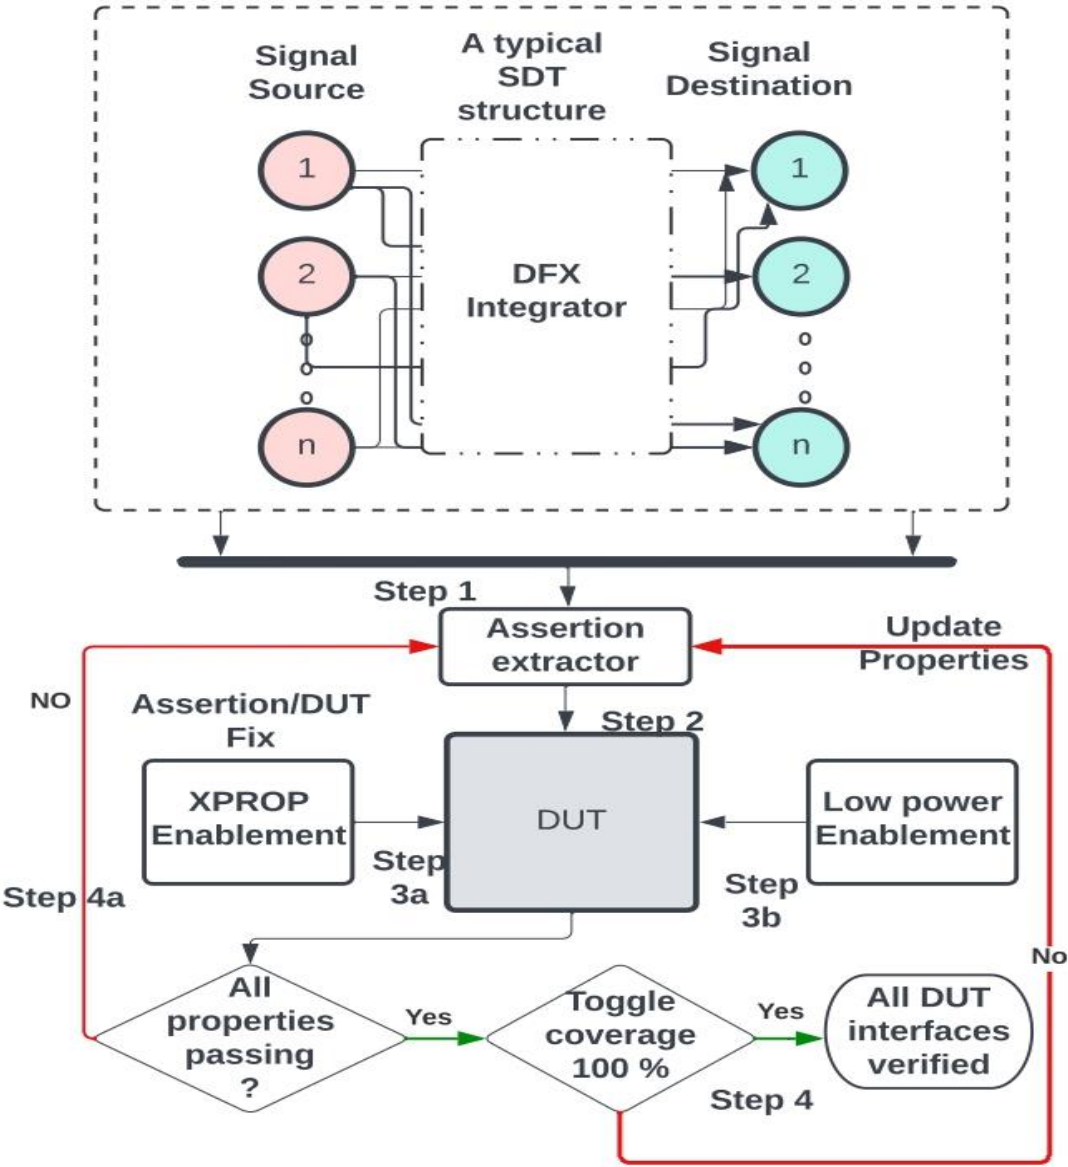 Signal
Source
A typical
SDT
structure
Signal
Destination
1
2
o
o
o
n
DFX
Integrator
1
2
o
o
o
n
Step 1
Assertion
extractor
Update
Properties
NO
Assertion/DUT
Fix
Step 2
XPROP
Enablement
DUT
Low power
Enablement
Step
3a
Step
3b
Step 4a
No
All
properties
passing
?
Yes
Toggle
coverage
100 %
Yes
All DUT
interfaces
verified
Step 4